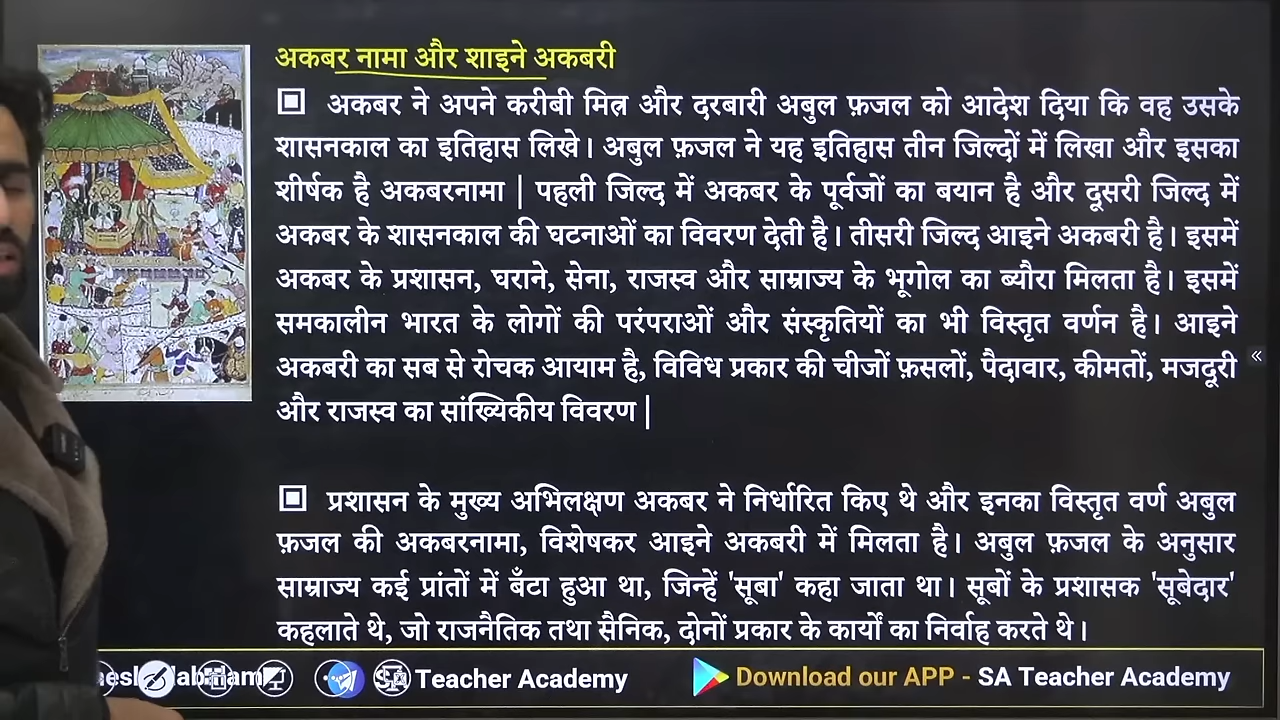 अकबर नामा और शाइने अकबरी
अकबर ने अपने करीबी मित्र और दरबारी अबुल फ़जल को आदेश दिया कि वह उसके
शासनकाल का इतिहास लिखे। अबुल फ़जल ने यह इतिहास तीन जिल्दों में लिखा और इसका
शीर्षक है अकबरनामा | पहली जिल्द में अकबर के पूर्वजों का बयान है और दूसरी जिल्द में
अकबर के शासनकाल की घटनाओं का विवरण देती है। तीसरी जिल्द आइने अकबरी है। इसमें
अकबर के प्रशासन, घराने, सेना, राजस्व और साम्राज्य के भूगोल का ब्यौरा मिलता है। इसमें
समकालीन भारत के लोगों की परंपराओं और संस्कृतियों का भी विस्तृत वर्णन है। आइने
अकबरी का सब से रोचक आयाम है, विविध प्रकार की चीजों फ़सलों, पैदावार, कीमतों, मजदूरी
और राजस्व का सांख्यिकीय विवरण |
प्रशासन के मुख्य अभिलक्षण अकबर ने निर्धारित किए थे और इनका विस्तृत वर्ण अबुल
फ़जल की अकबरनामा, विशेषकर आइने अकबरी में मिलता है। अबुल फ़जल के अनुसार
साम्राज्य कई प्रांतों में बँटा हुआ था, जिन्हें 'सूबा' कहा जाता था। सूबों के प्रशासक 'सूबेदार'
कहलाते थे, जो राजनैतिक तथा सैनिक, दोनों प्रकार के कार्यों का निर्वाह करते थे।
Teacher Academy
Download our APP - SA Teacher Academy